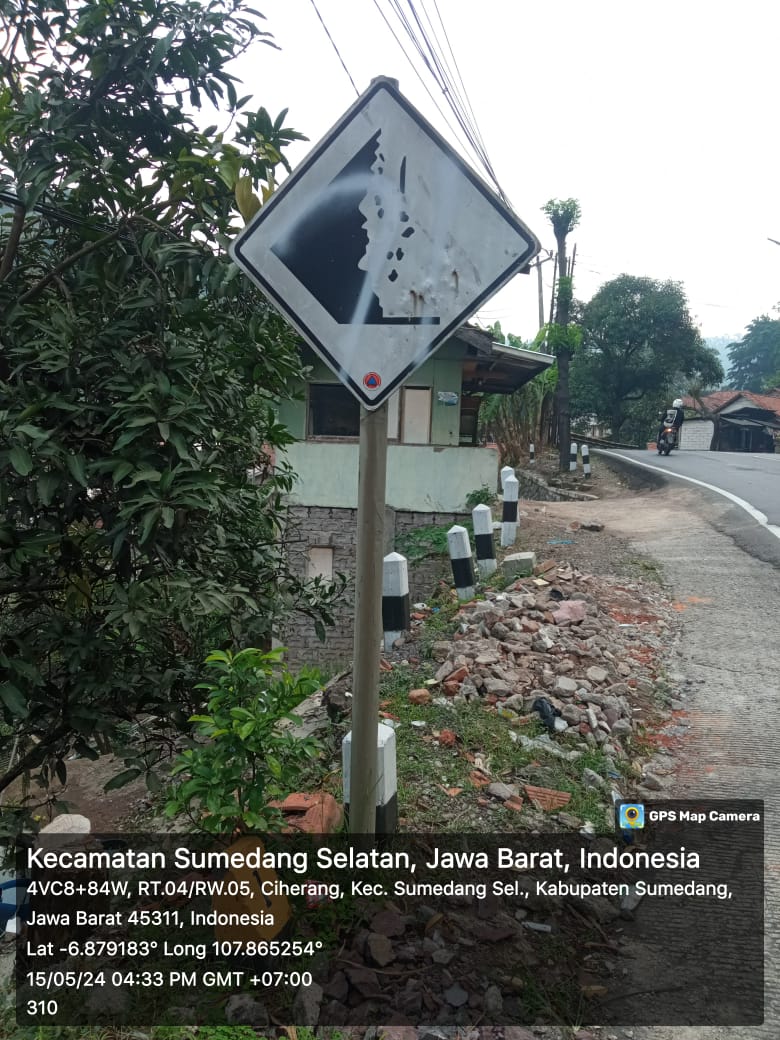 GPS Map Camera
Kecamatan Sumedang Selatan, Jawa Barat, Indonesia
4VC8+84W, RT.04/RW.05, Ciherang, Kec. Sumedang Sel., Kabupaten Sumedang,
Jawa Barat 45311, Indonesia
Lat -6.879183° Long 107.865254°
15/05/24 04:33 PM GMT +07:00
310